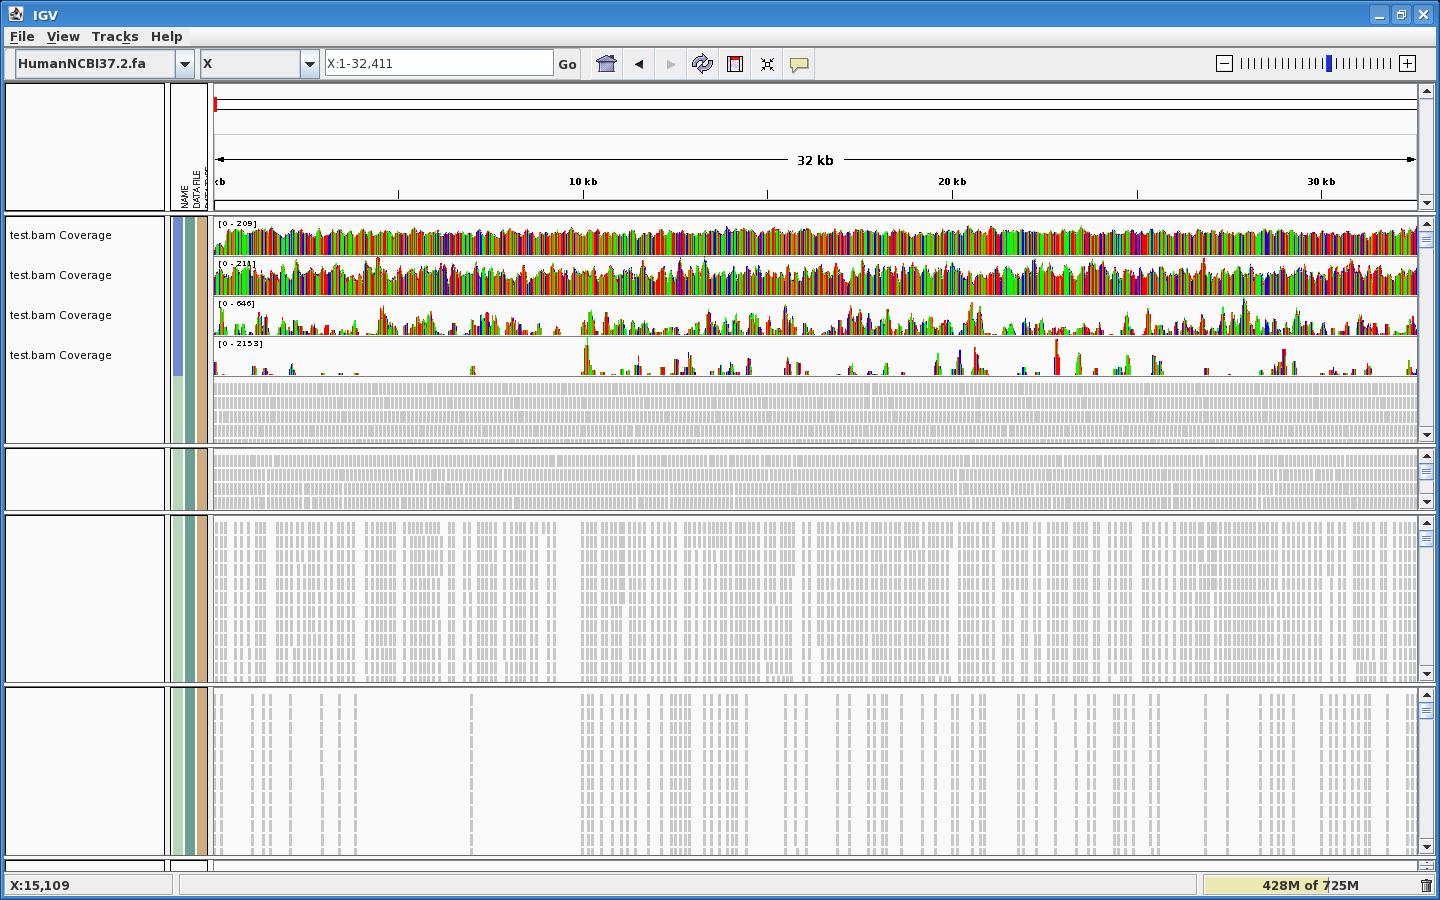 IGV
File View Tracks Help
HumanNCBI37.2.fa X X:1-32,411 Go
NAME
DATA FILE
32 kb
kb 10 kb 20 kb 30 kb
[0 - 209]
test.bam Coverage
[0 - 211]
test.bam Coverage
[0 - 646]
test.bam Coverage
[0 - 2153]
test.bam Coverage
X:15,109 428M of 725M